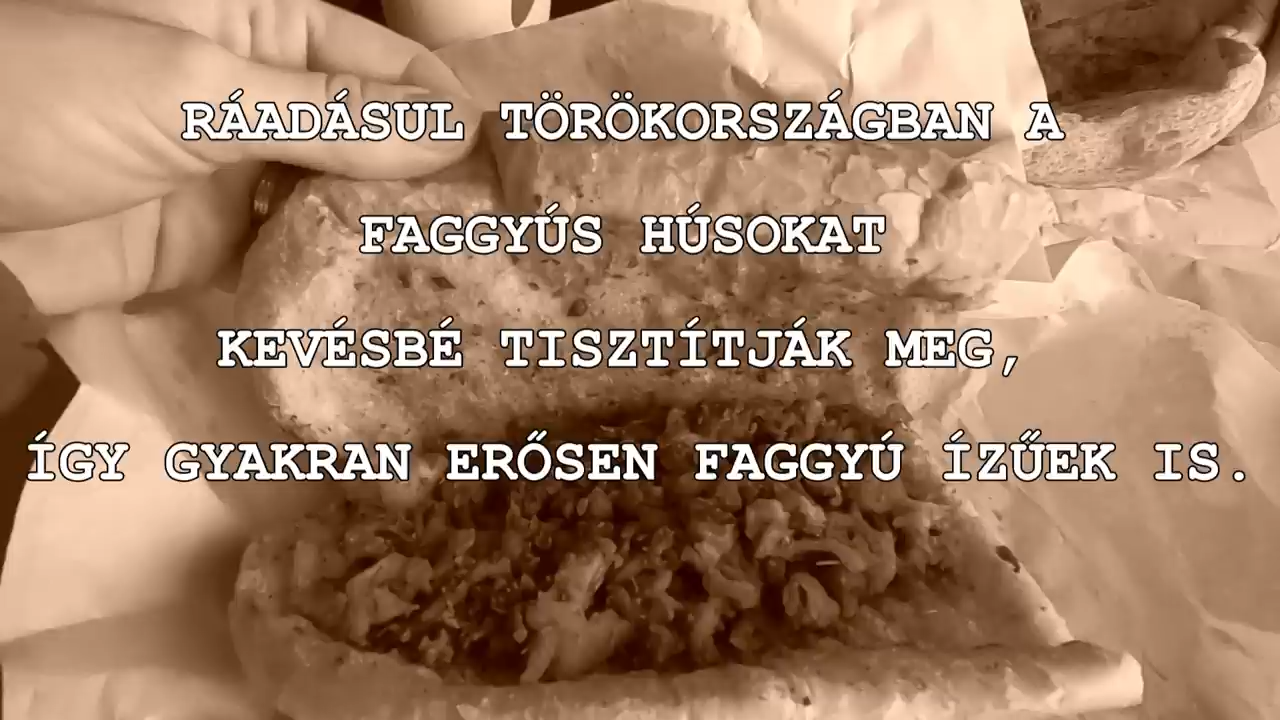 RÁADÁSUL TÖRÖKORSZÁGBAN A
FAGGYÚS HÚSOKAT
KEVÉSBÉ TISZTÍTJÁK MEG,
ÍGY GYAKRAN ERŐSEN FAGGYÚ ÍZŰEK IS.